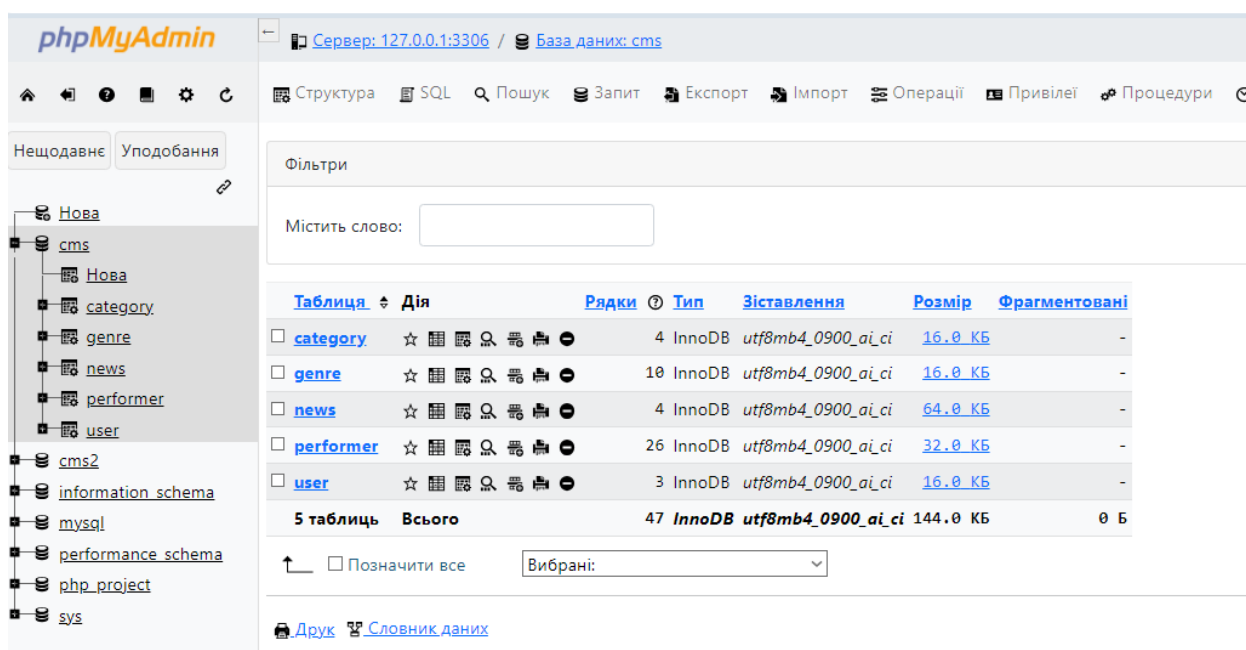 phpMyAdmin
Сервер: 127.0.0.1:3306 / База даних: cms
Структура SQL Пошук Запит Експорт Імпорт Операції Привілеї Процедури
Нещодавнє Уподобання
Нова
cms
Нова
category
genre
news
performer
user
cms2
information_schema
mysql
performance_schema
php_project
sys
Фільтри
Містить слово:
Таблиця Дія Рядки Тип Зіставлення Розмір Фрагментовані
category 4 InnoDB utf8mb4_0900_ai_ci 16.0 КБ -
genre 10 InnoDB utf8mb4_0900_ai_ci 16.0 КБ -
news 4 InnoDB utf8mb4_0900_ai_ci 64.0 КБ -
performer 26 InnoDB utf8mb4_0900_ai_ci 32.0 КБ -
user 3 InnoDB utf8mb4_0900_ai_ci 16.0 КБ -
5 таблиць Всього 47 InnoDB utf8mb4_0900_ai_ci 144.0 КБ 0 Б
Позначити все Вибрані:
Друк Словник даних